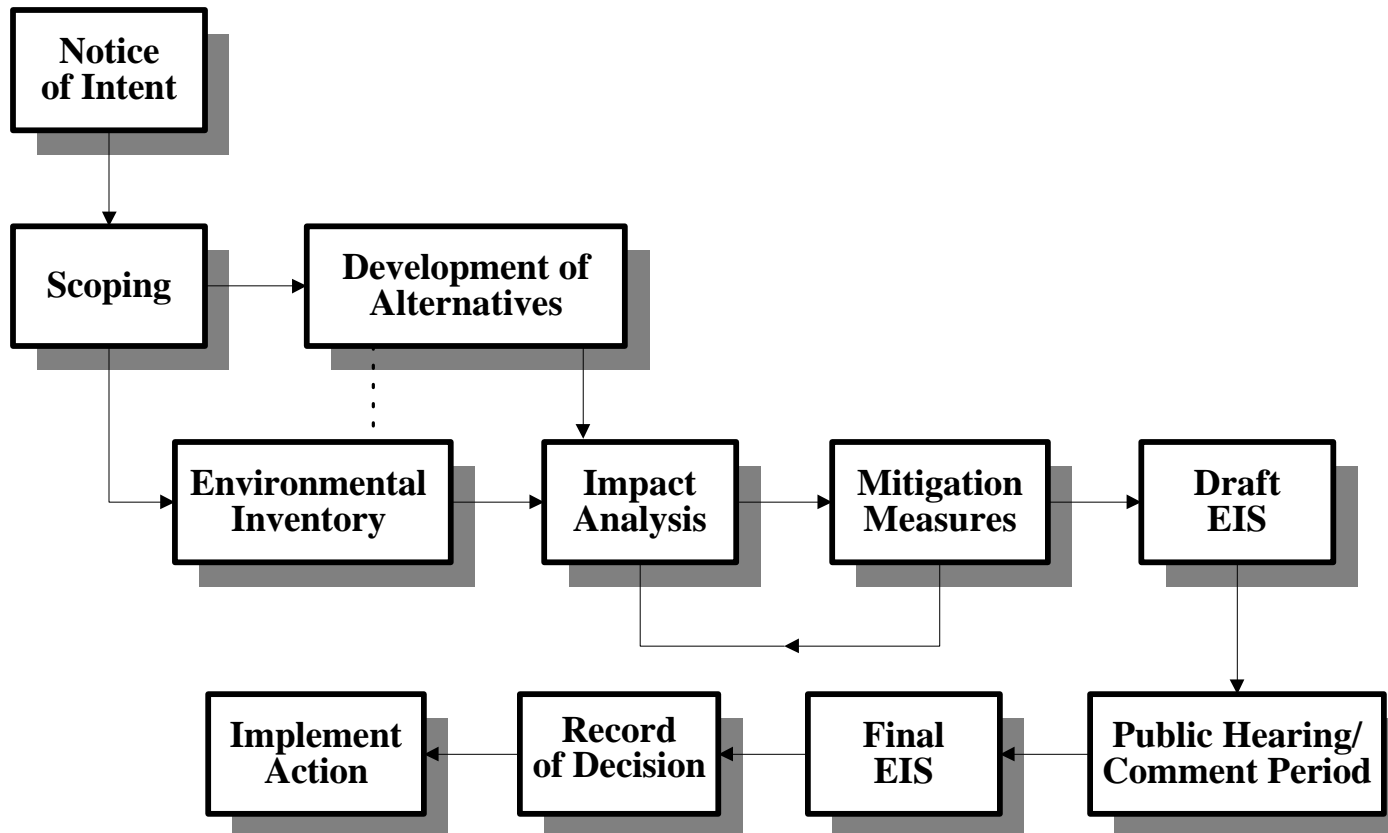 Notice
of Intent
Scoping
Development of
Alternatives
Environmental
Inventory
Impact
Analysis
Mitigation
Measures
Draft
EIS
Public Hearing/
Comment Period
Final
EIS
Record
of Decision
Implement
Action